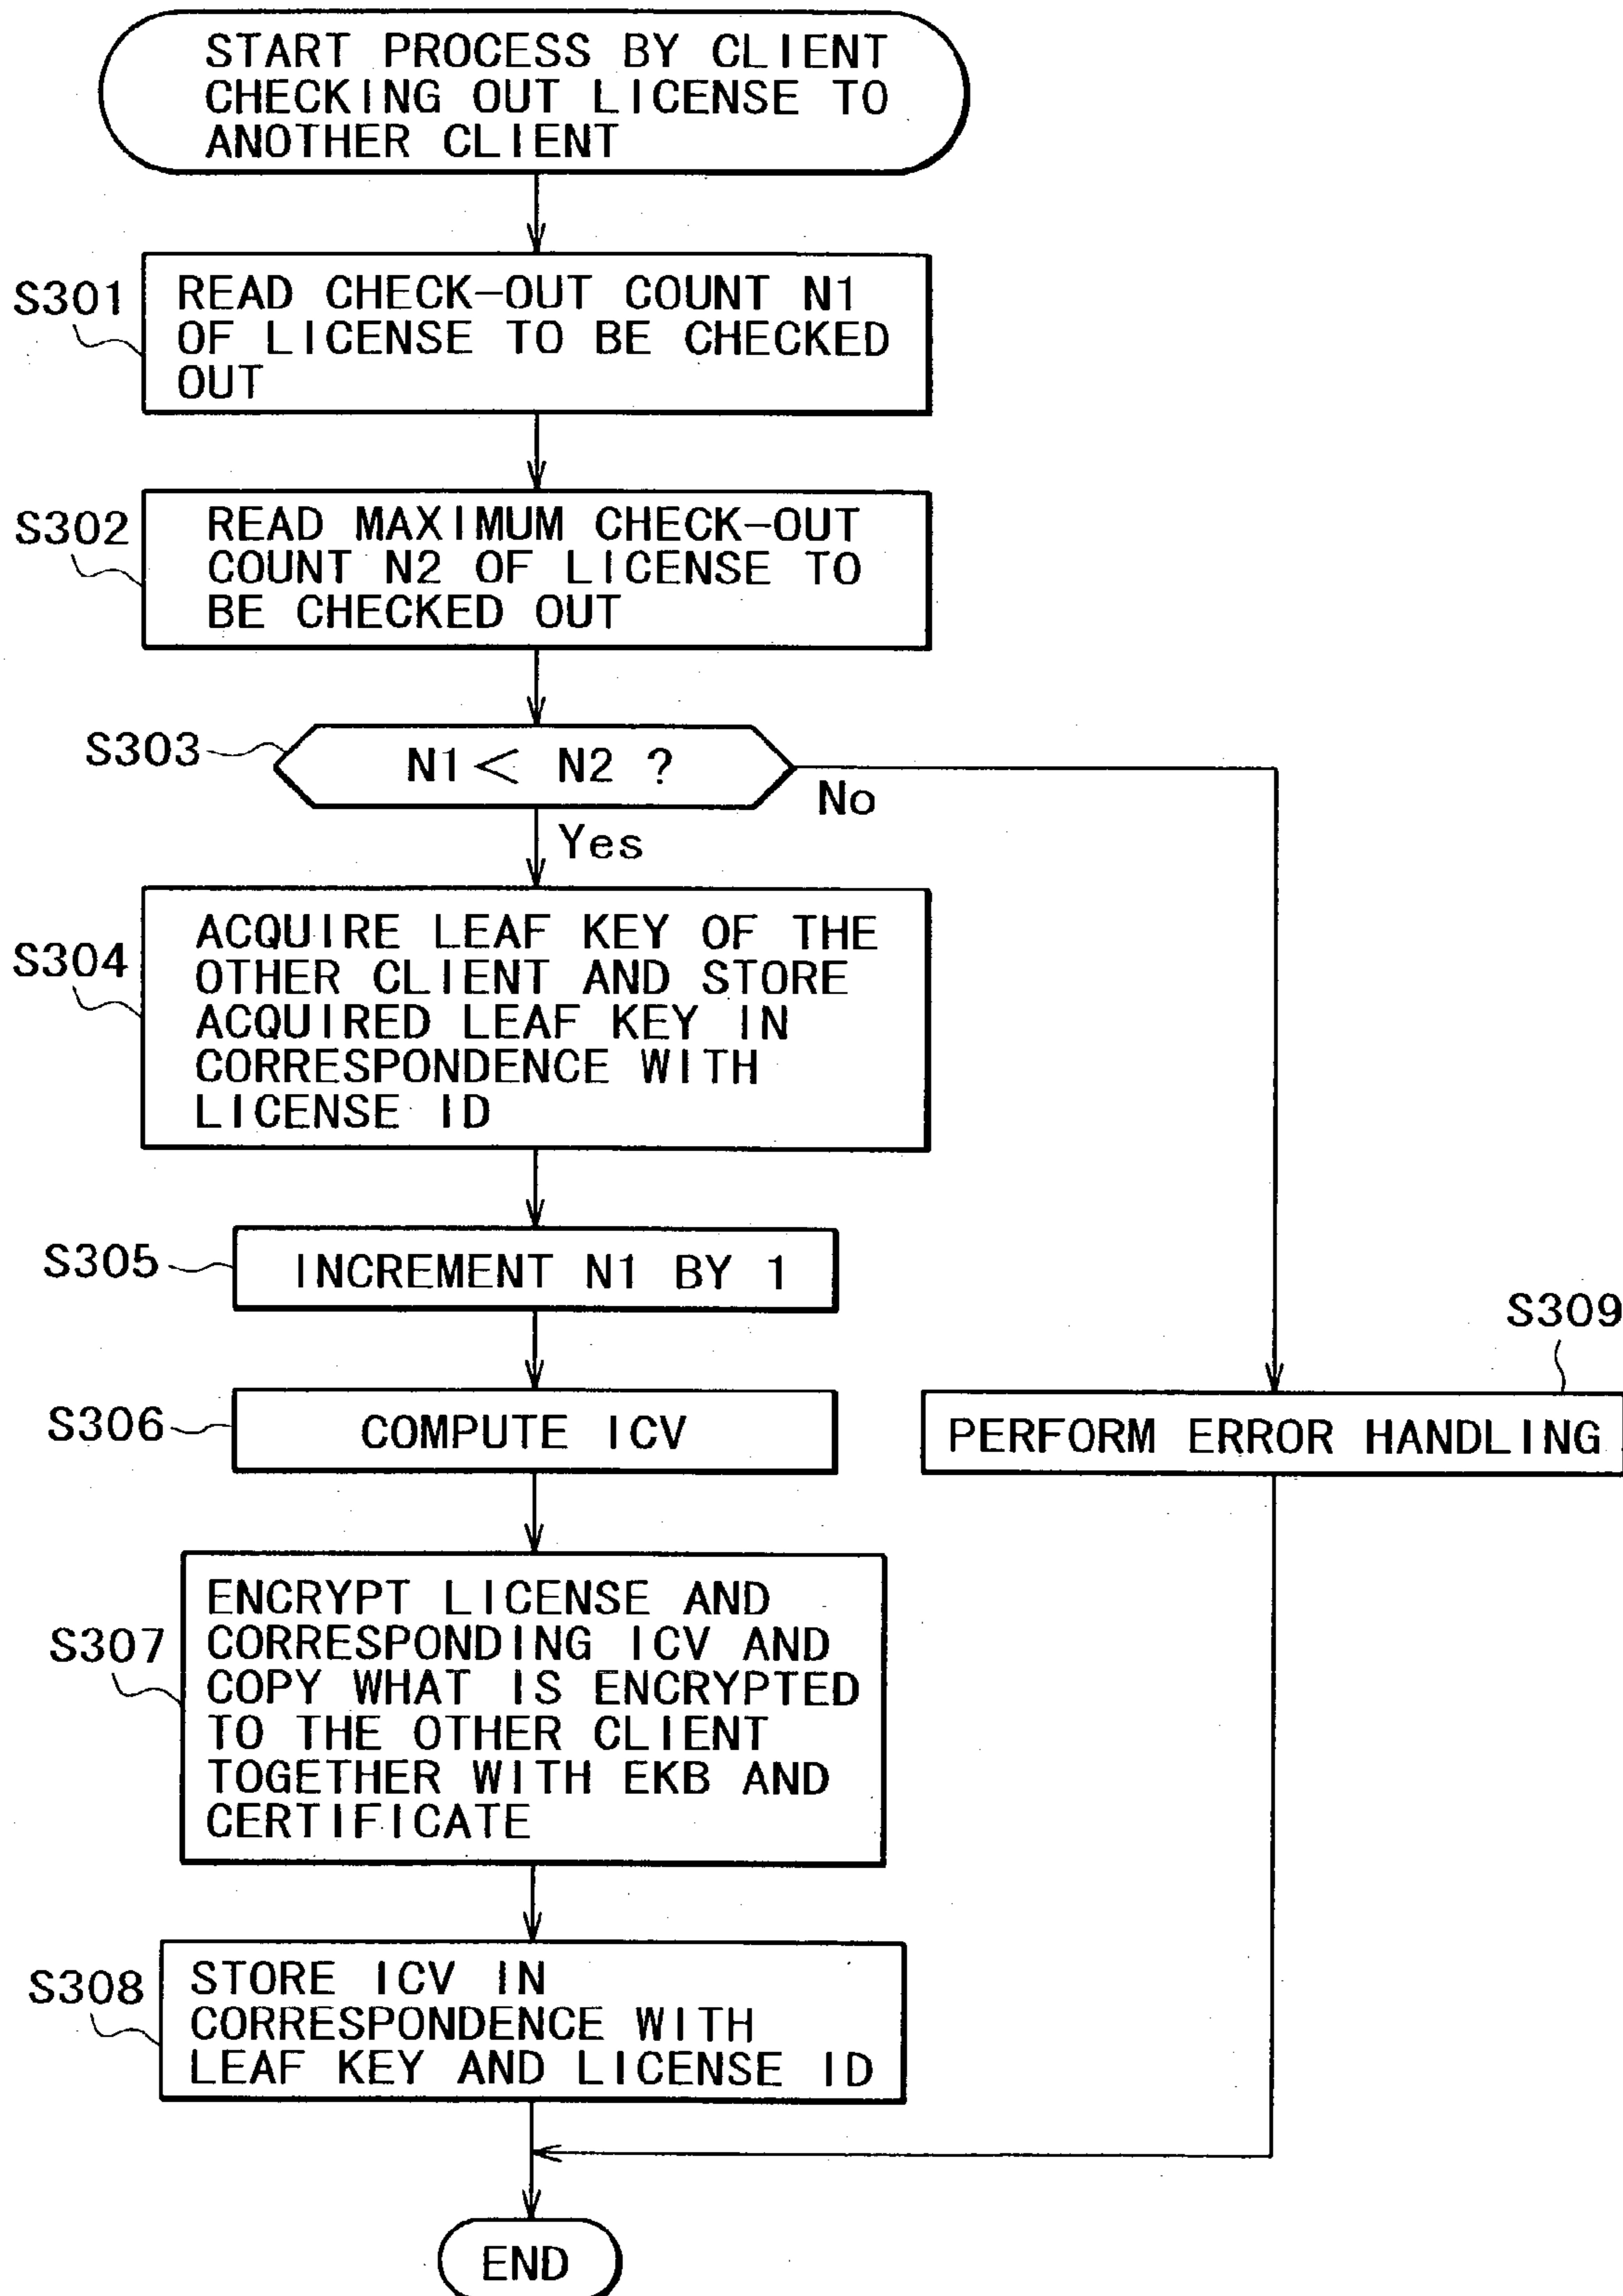 START PROCESS BY CLIENT
CHECKING OUT LICENSE TO
ANOTHER CLIENT
S301
READ CHECK-OUT COUNT N1
OF LICENSE TO BE CHECKED
OUT
S302
READ MAXIMUM CHECK-OUT
COUNT N2 OF LICENSE TO
BE CHECKED OUT
S303
N1 < N2 ?
No
Yes
S304
ACQUIRE LEAF KEY OF THE
OTHER CLIENT AND STORE
ACQUIRED LEAF KEY IN
CORRESPONDENCE WITH
LICENSE ID
S305
INCREMENT N1 BY 1
S306
COMPUTE ICV
S309
PERFORM ERROR HANDLING
S307
ENCRYPT LICENSE AND
CORRESPONDING ICV AND
COPY WHAT IS ENCRYPTED
TO THE OTHER CLIENT
TOGETHER WITH EKB AND
CERTIFICATE
S308
STORE ICV IN
CORRESPONDENCE WITH
LEAF KEY AND LICENSE ID
END